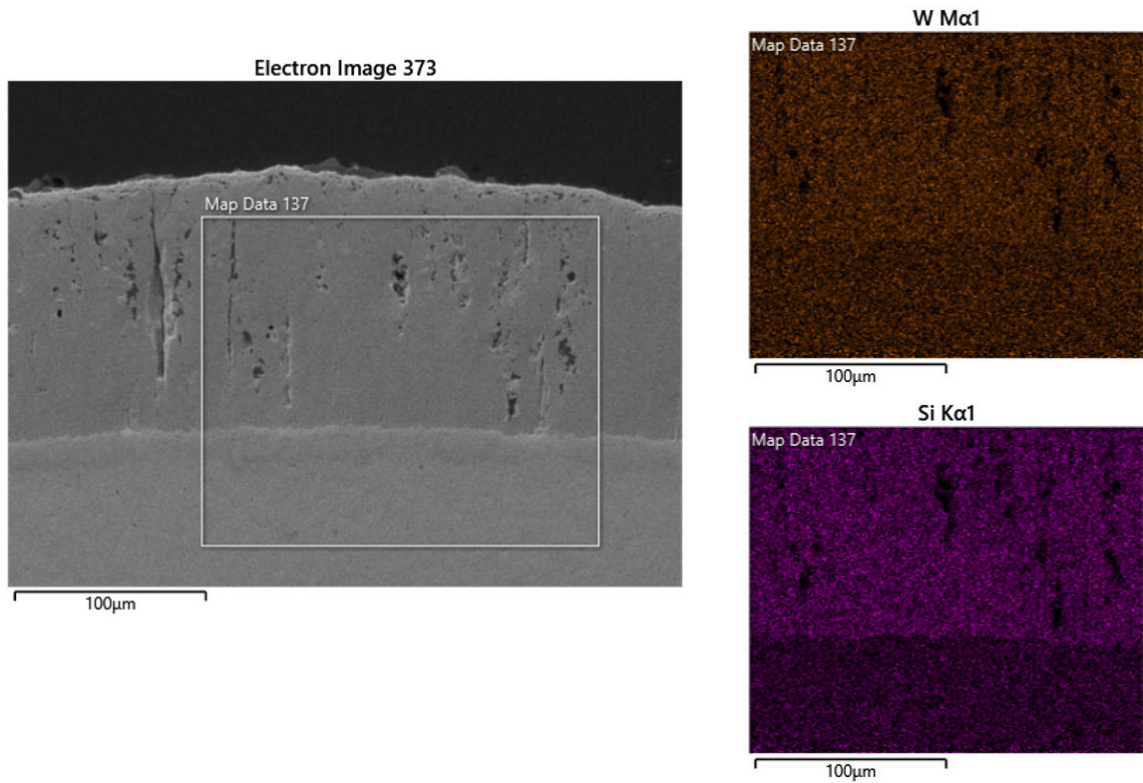 Electron Image 373
Map Data 137
100μm
W Mα1
Map Data 137
100μm
Si Kα1
Map Data 137
100μm